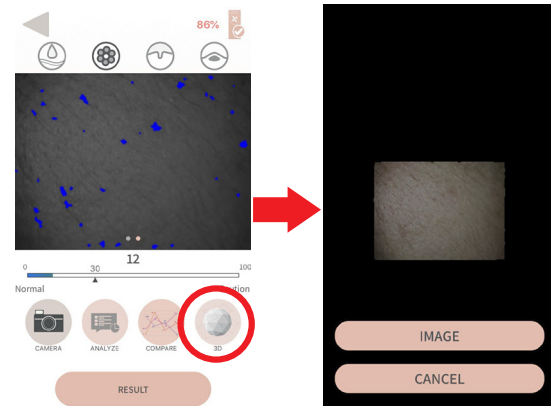 86%
12
0 30 100
Normal
CAMERA ANALYZE COMPARE 3D
RESULT
IMAGE
CANCEL